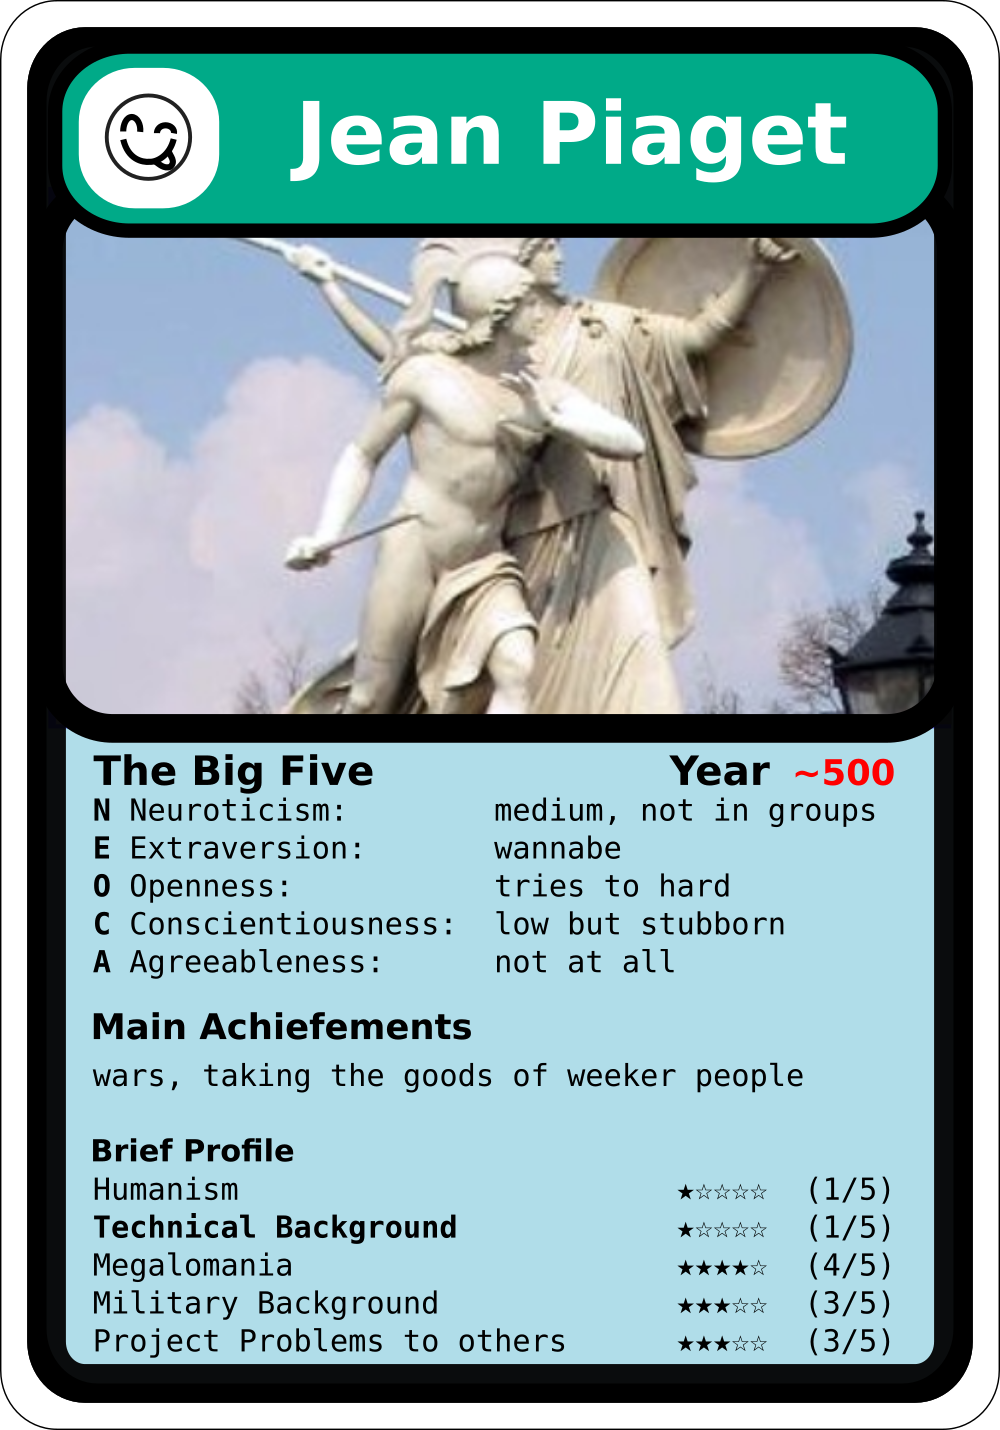 Jean Piaget
The Big Five Year ~500
N Neuroticism: medium, not in groups
E Extraversion: wannabe
O Openness: tries to hard
C Conscientiousness: low but stubborn
A Agreeableness: not at all
Main Achiefements
wars, taking the goods of weeker people
Brief Profile
Humanism ★☆☆☆☆ (1/5)
Technical Background ★☆☆☆☆ (1/5)
Megalomania ★★★★☆ (4/5)
Military Background ★★★☆☆ (3/5)
Project Problems to others ★★★☆☆ (3/5)